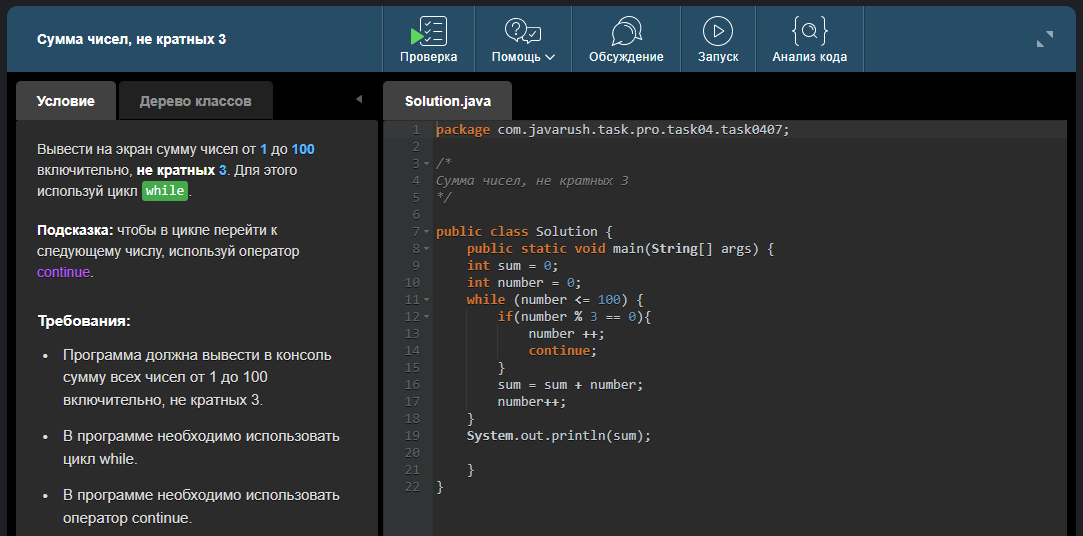 Сумма чисел, не кратных 3
Проверка
Помощь
Обсуждение
Запуск
Анализ кода
Условие
Дерево классов
Вывести на экран сумму чисел от 1 до 100
включительно, не кратных 3. Для этого
используй цикл while.
Подсказка: чтобы в цикле перейти к
следующему числу, используй оператор
continue.
Требования:
• Программа должна вывести в консоль
сумму всех чисел от 1 до 100
включительно, не кратных 3.
• В программе необходимо использовать
цикл while.
• В программе необходимо использовать
оператор continue.
Solution.java
1 package com.javarush.task.pro.task04.task0407;
2
3 /*
4 Сумма чисел, не кратных 3
5 */
6
7 public class Solution {
8 public static void main(String[] args) {
9 int sum = 0;
10 int number = 0;
11 while (number <= 100) {
12 if(number % 3 == 0){
13 number ++;
14 continue;
15 }
16 sum = sum + number;
17 number++;
18 }
19 System.out.println(sum);
20
21 }
22 }